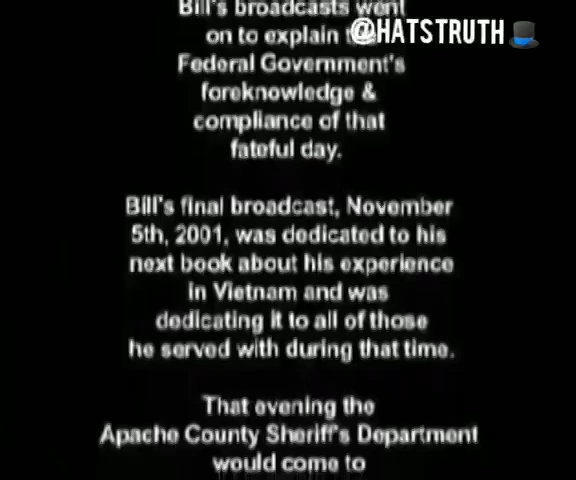 Bill's broadcasts went
on to explain
@HATSTRUTH
Federal Government's
foreknowledge &
compliance of that
fateful day.
Bill's final broadcast, November
5th, 2001, was dedicated to his
next book about his experience
in Vietnam and was
dedicating it to all of those
he served with during that time.
That evening the
Apache County Sheriff's Department
would come to